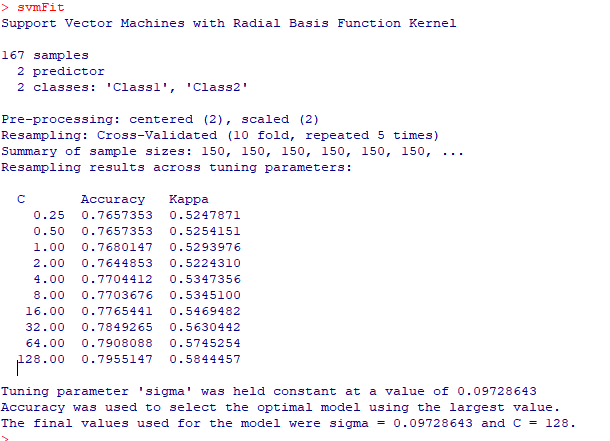 > svmFit
Support Vector Machines with Radial Basis Function Kernel

167 samples
  2 predictor
  2 classes: 'Class1', 'Class2'

Pre-processing: centered (2), scaled (2)
Resampling: Cross-Validated (10 fold, repeated 5 times)
Summary of sample sizes: 150, 150, 150, 150, 150, 150, ...
Resampling results across tuning parameters:

  C       Accuracy   Kappa
    0.25  0.7657353  0.5247871
    0.50  0.7657353  0.5254151
    1.00  0.7680147  0.5293976
    2.00  0.7644853  0.5224310
    4.00  0.7704412  0.5347356
    8.00  0.7703676  0.5345100
   16.00  0.7765441  0.5469482
   32.00  0.7849265  0.5630442
   64.00  0.7908088  0.5745254
  128.00  0.7955147  0.5844457

Tuning parameter 'sigma' was held constant at a value of 0.09728643
Accuracy was used to select the optimal model using the largest value.
The final values used for the model were sigma = 0.09728643 and C = 128.
>